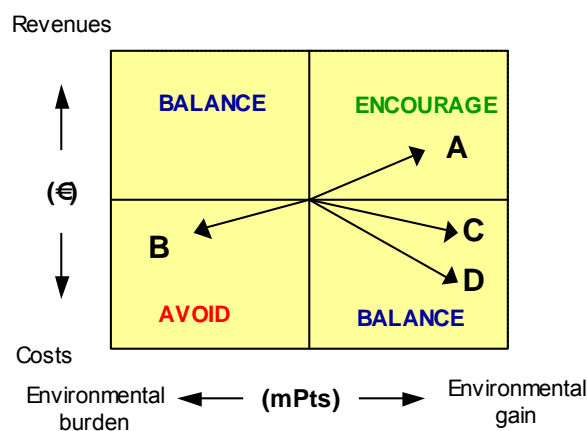 Revenues
BALANCE
ENCOURAGE
A
(€)
B
C
D
AVOID
BALANCE
Costs
Environmental
burden
(mPts)
Environmental
gain